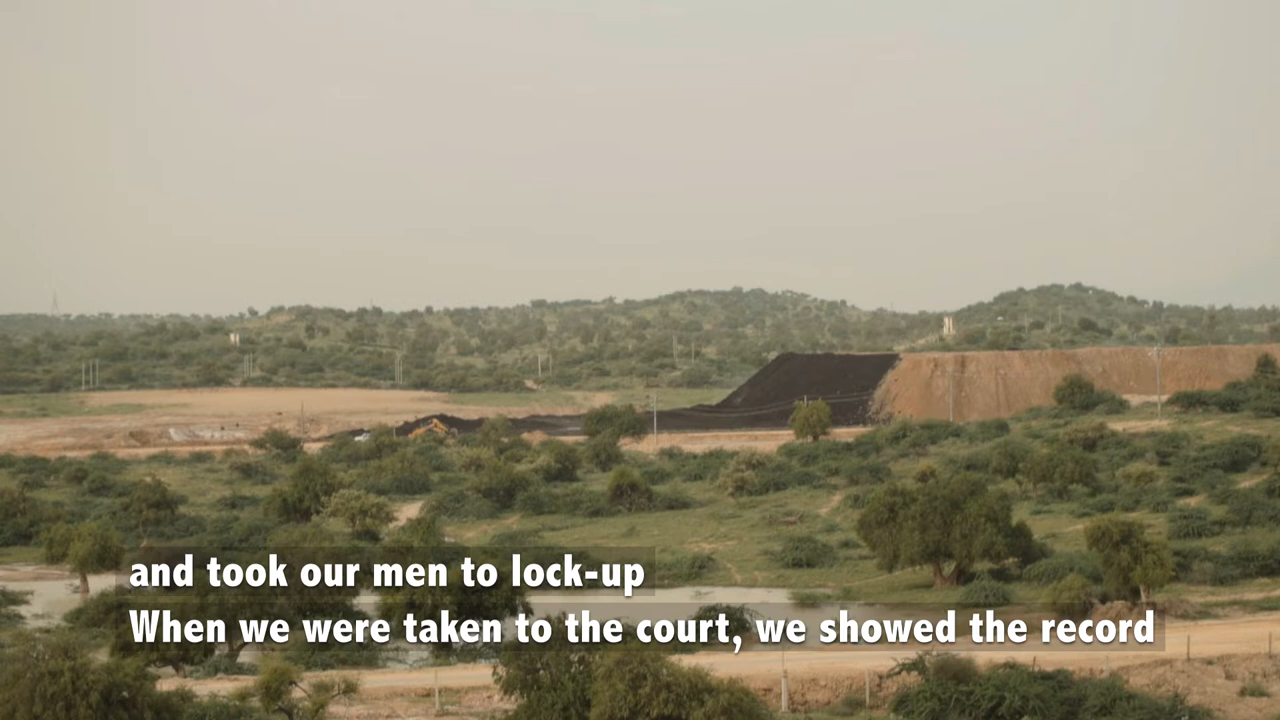 and took our men to lock-up
When we were taken to the court, we showed the record